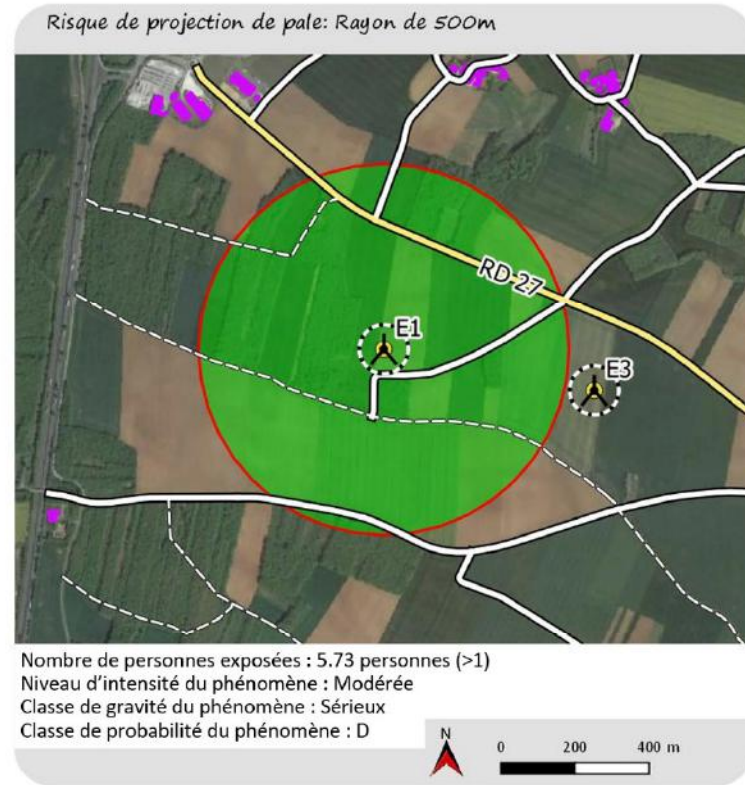 Risque de projection de pale: Rayon de 500m
RD 27
E1
E3
Nombre de personnes exposées : 5.73 personnes (>1)
Niveau d'intensité du phénomène : Modérée
Classe de gravité du phénomène : Sérieux
Classe de probabilité du phénomène : D
N
0 200 400 m